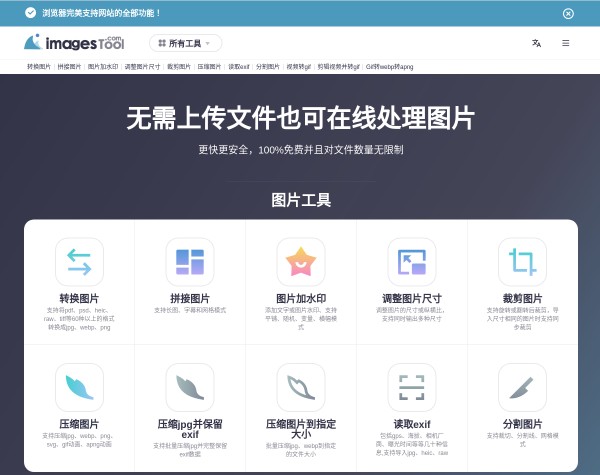 浏览器完美支持网站的全部功能！
imagesTool.com
所有工具
转换图片 拼接图片 图片加水印 调整图片尺寸 裁剪图片 压缩图片 读取exif 分割图片 视频转gif 剪辑视频并转gif Gif转webp转apng
无需上传文件也可在线处理图片
更快更安全，100%免费并且对文件数量无限制
图片工具
转换图片
支持将pdf、psd、heic、
raw、tif等60种以上的格式
转换成jpg、webp、png
拼接图片
支持长图、字幕和网格模式
图片加水印
添加文字或图片水印、支持
平铺、随机、变量、横幅模
式
调整图片尺寸
调整图片的尺寸或纵横比，
支持同时输出多种尺寸
裁剪图片
支持旋转或翻转后裁剪，导
入尺寸相同的图片时支持同
步裁剪
压缩图片
支持压缩jpg、webp、png、
svg、gif动画、apng动画
压缩jpg并保留
exif
支持批量压缩jpg并完整保留
exif数据
压缩图片到指定
大小
批量压缩jpg、webp到指定
的文件大小
读取exif
包括gps、海拔、相机厂
商、曝光时间等等几十种信
息,支持导入jpg、heic、raw
分割图片
支持裁切、分割线、网格模
式